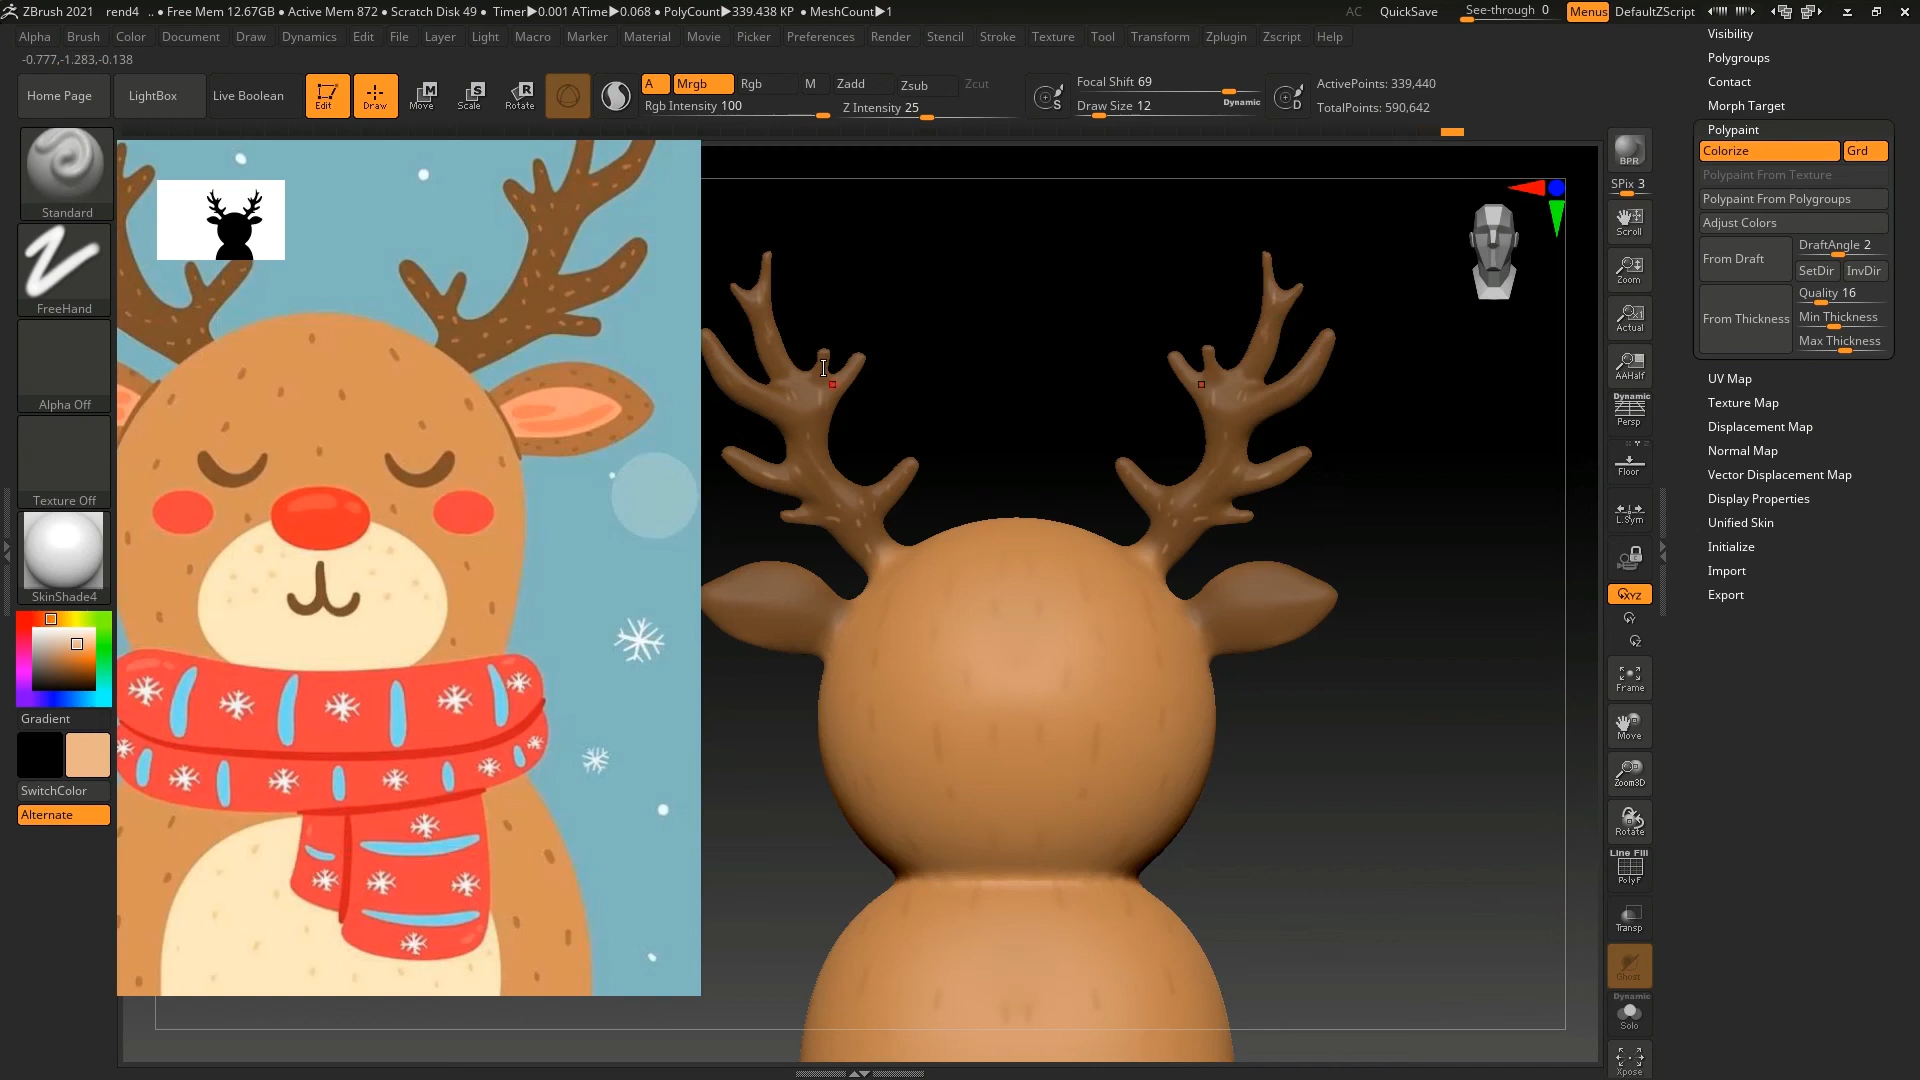 ZBrush 2021 rend4 .. ● Free Mem 12.67GB ● Active Mem 872 ● Scratch Disk 49 ● Timer▶0.001 ATime▶0.068 ● PolyCount▶339.438 KP ● MeshCount▶1
AC QuickSave See-through 0 Menus DefaultZScript
Alpha Brush Color Document Draw Dynamics Edit File Layer Light Macro Marker Material Movie Picker Preferences Render Stencil Stroke Texture Tool Transform Zplugin Zscript Help
-0.777,-1.283,-0.138
Home Page LightBox Live Boolean Edit Draw Move Scale Rotate
A Mrgb Rgb M Zadd Zsub Zcut
Rgb Intensity 100 Z Intensity 25
S Focal Shift 69
Draw Size 12 Dynamic
D ActivePoints: 339,440
TotalPoints: 590,642
Standard
FreeHand
Alpha Off
Texture Off
SkinShade4
Gradient
SwitchColor
Alternate
BPR
SPix 3
Scroll
Zoom
Actual
AAHalf
Dynamic
Persp
Floor
L.Sym
XYZ
Y
Z
Frame
Move
Zoom3D
Rotate
Line Fill
PolyF
Transp
Ghost
Dynamic
Solo
Xpose
Visibility
Polygroups
Contact
Morph Target
Polypaint
Colorize Grd
Polypaint From Texture
Polypaint From Polygroups
Adjust Colors
From Draft DraftAngle 2
SetDir InvDir
From Thickness Quality 16
Min Thickness
Max Thickness
UV Map
Texture Map
Displacement Map
Normal Map
Vector Displacement Map
Display Properties
Unified Skin
Initialize
Import
Export